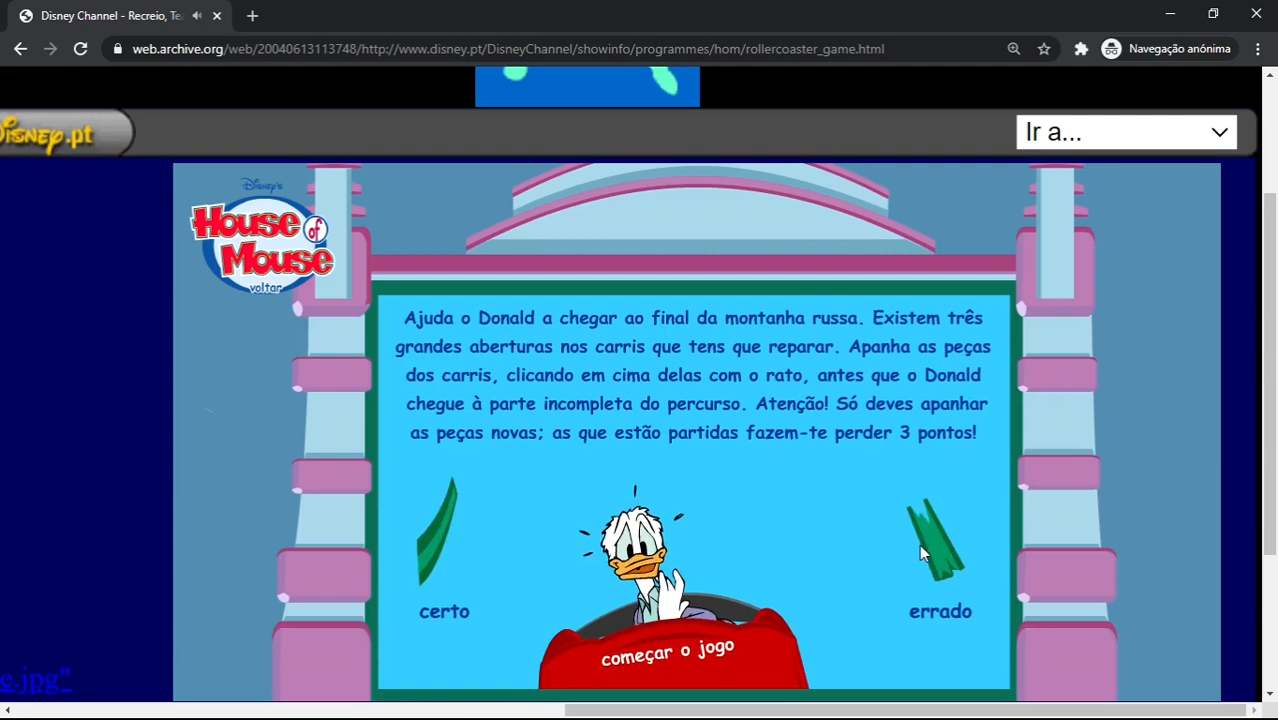 Disney Channel - Recreio, Tea
web.archive.org/web/20040613113748/http://www.disney.pt/DisneyChannel/showinfo/programmes/hom/rollercoaster_game.html
Navegação anónima
Disney.pt
Ir a...
Disney's
House of Mouse
voltar
Ajuda o Donald a chegar ao final da montanha russa. Existem três
grandes aberturas nos carris que tens que reparar. Apanha as peças
dos carris, clicando em cima delas com o rato, antes que o Donald
chegue à parte incompleta do percurso. Atenção! Só deves apanhar
as peças novas; as que estão partidas fazem-te perder 3 pontos!
certo
errado
começar o jogo
e.jpg"